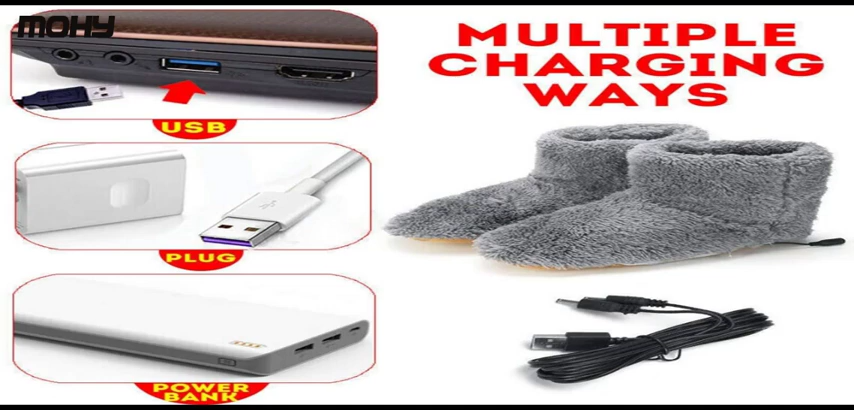 MOHY
USB
PLUG
POWER
BANK
MULTIPLE
CHARGING
WAYS